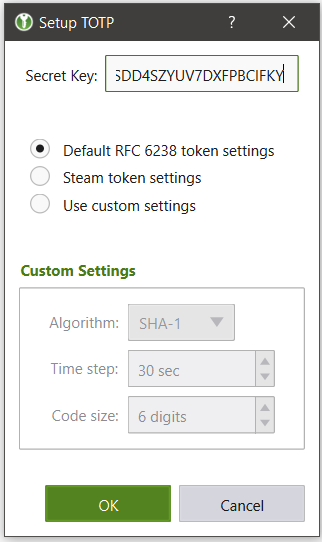 Setup TOTP ?
Secret Key: SDD4SZYUV7DXFPBCIFKY
Default RFC 6238 token settings
Steam token settings
Use custom settings
Custom Settings
Algorithm: SHA-1
Time step: 30 sec
Code size: 6 digits
OK Cancel